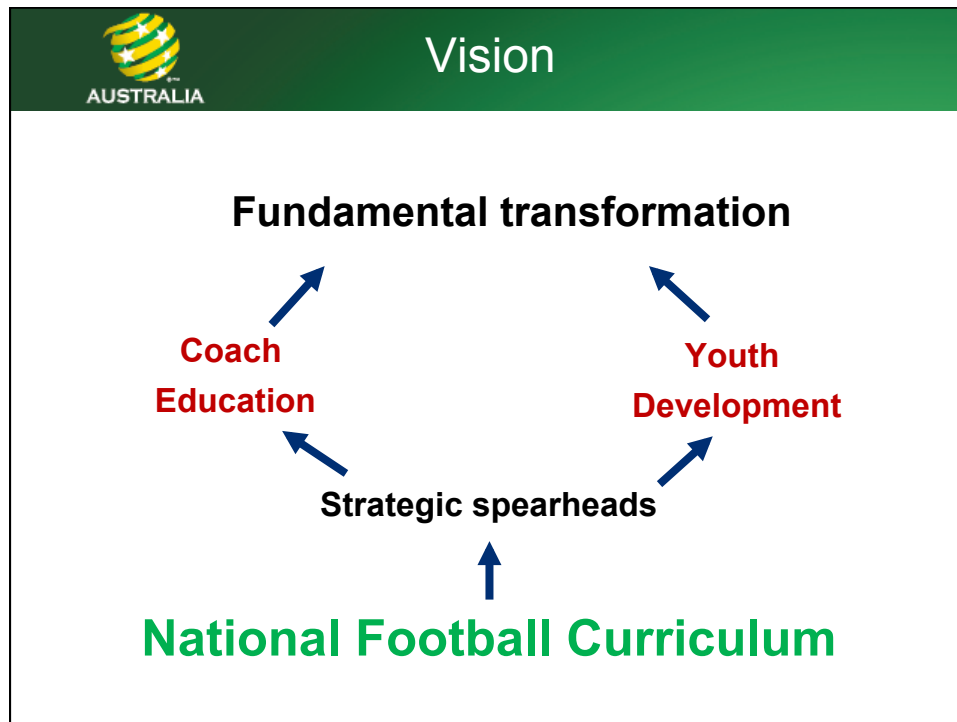 Vision
AUSTRALIA
Fundamental transformation
Coach
Education
Youth
Development
Strategic spearheads
National Football Curriculum